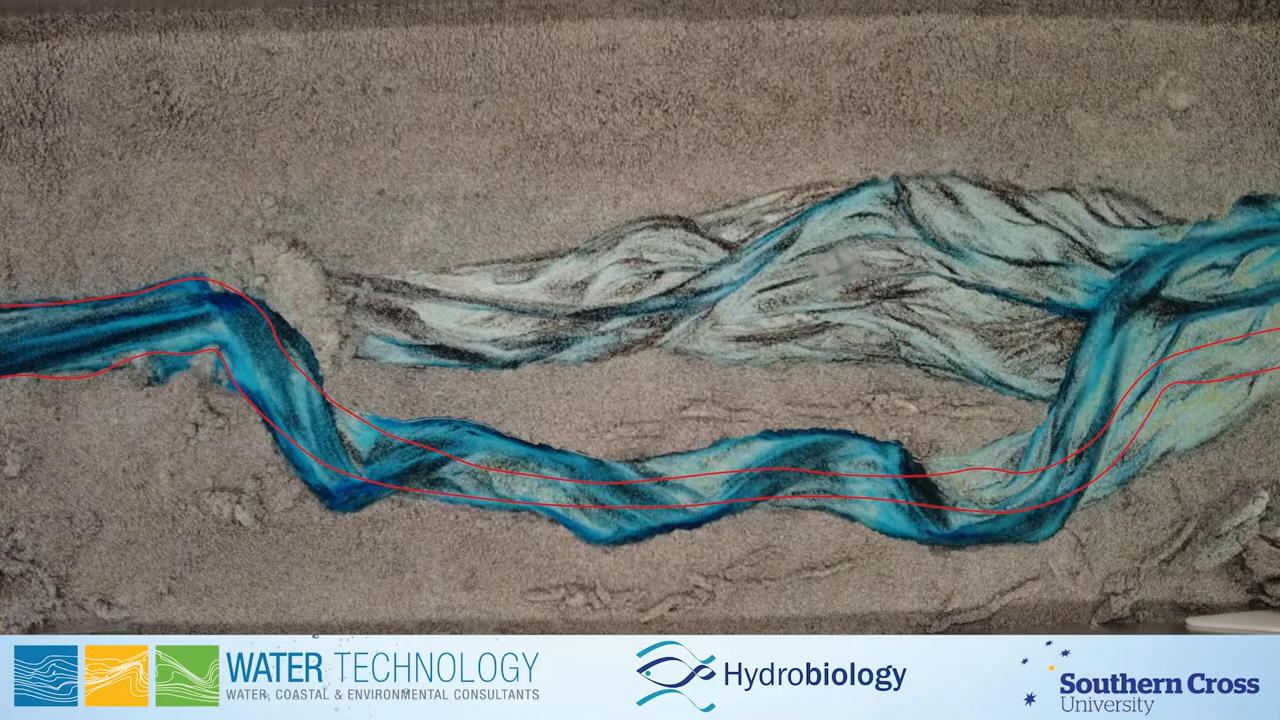 WATER TECHNOLOGY
WATER, COASTAL & ENVIRONMENTAL CONSULTANTS
Hydrobiology
Southern Cross
University